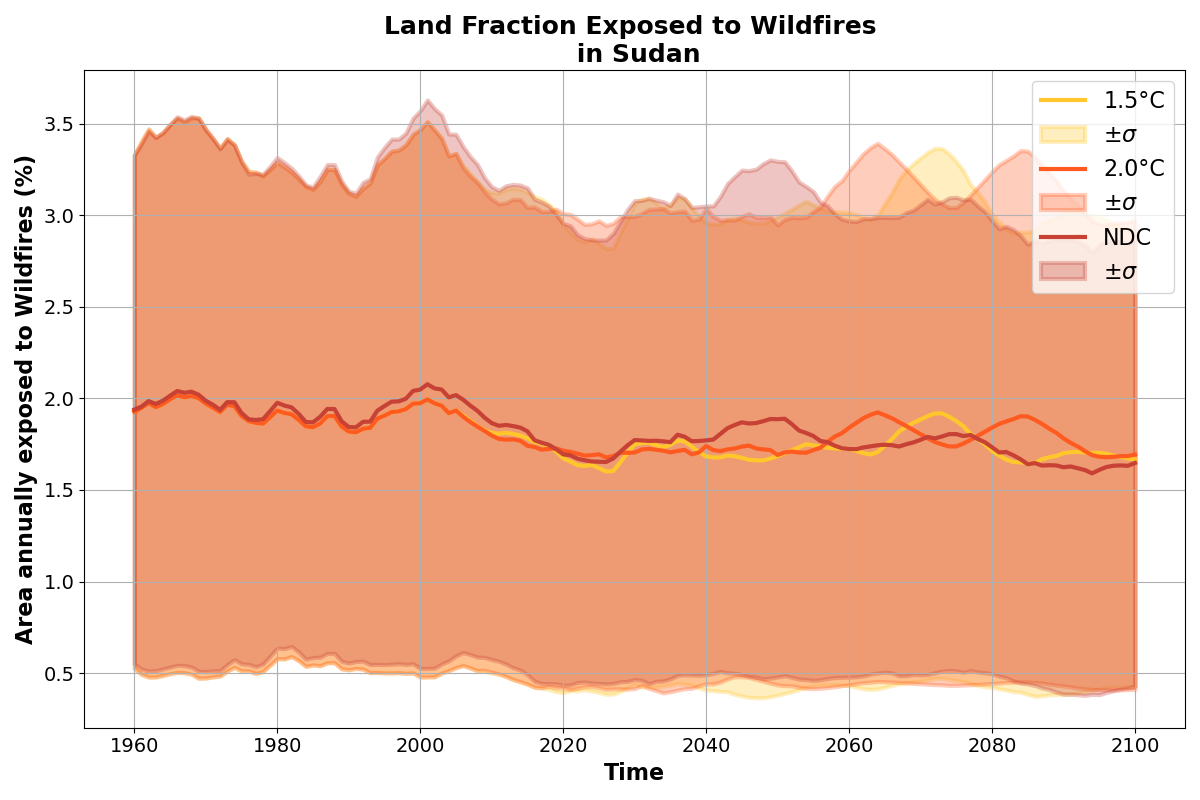 Land Fraction Exposed to Wildfires
in Sudan
Area annually exposed to Wildfires (%)
3.5
3.0
2.5
2.0
1.5
1.0
0.5
1.5°C
±σ
2.0°C
±σ
NDC
±σ
1960 1980 2000 2020 2040 2060 2080 2100
Time